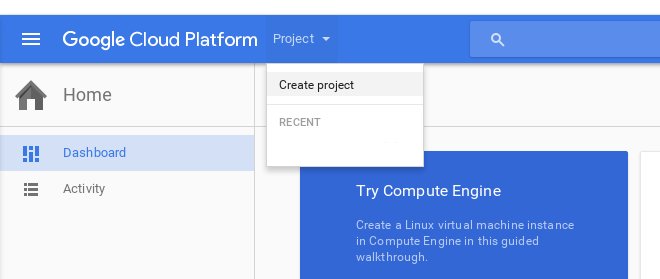 Google Cloud Platform Project
Create project
Home
RECENT
Dashboard
Activity
Try Compute Engine
Create a Linux virtual machine instance
in Compute Engine in this guided
walkthrough.